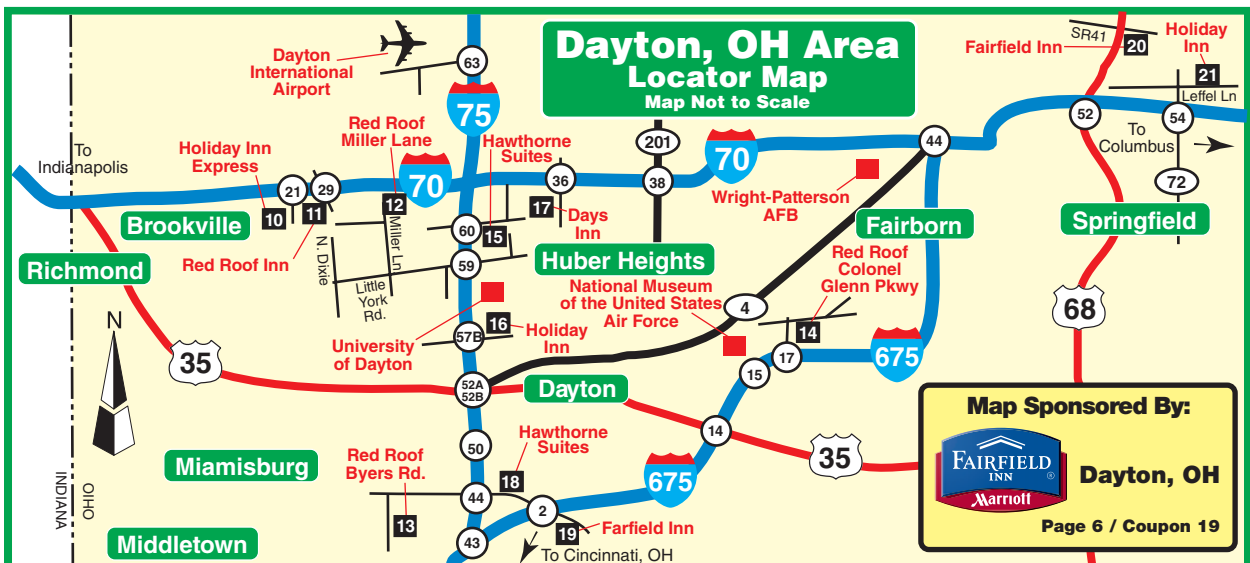 Dayton, OH Area
Locator Map
Map Not to Scale
Dayton
International
Airport
63
75
SR41
Fairfield Inn
20
Holiday
Inn
21
Leffel Ln
52
54
To
Columbus
72
To
Indianapolis
Holiday Inn
Express
Red Roof
Miller Lane
Hawthorne
Suites
201
70
44
21
29
70
36
38
10
11
12
17
Days
Inn
Wright-Patterson
AFB
Brookville
Red Roof Inn
N. Dixie
Miller Ln
60
15
Fairborn
Springfield
Richmond
59
Huber Heights
Little
York
Rd.
National Museum
of the United States
Air Force
Red Roof
Colonel
Glenn Pkwy
4
14
68
N
University
of Dayton
57B
16
Holiday
Inn
17
675
35
15
52A
52B
Dayton
14
35
Miamisburg
50
Red Roof
Byers Rd.
Hawthorne
Suites
675
18
44
2
13
19
Farfield Inn
43
To Cincinnati, OH
INDIANA
OIHO
Middletown
Map Sponsored By:
FAIRFIELD
INN
®
Marriott
Dayton, OH
Page 6 / Coupon 19